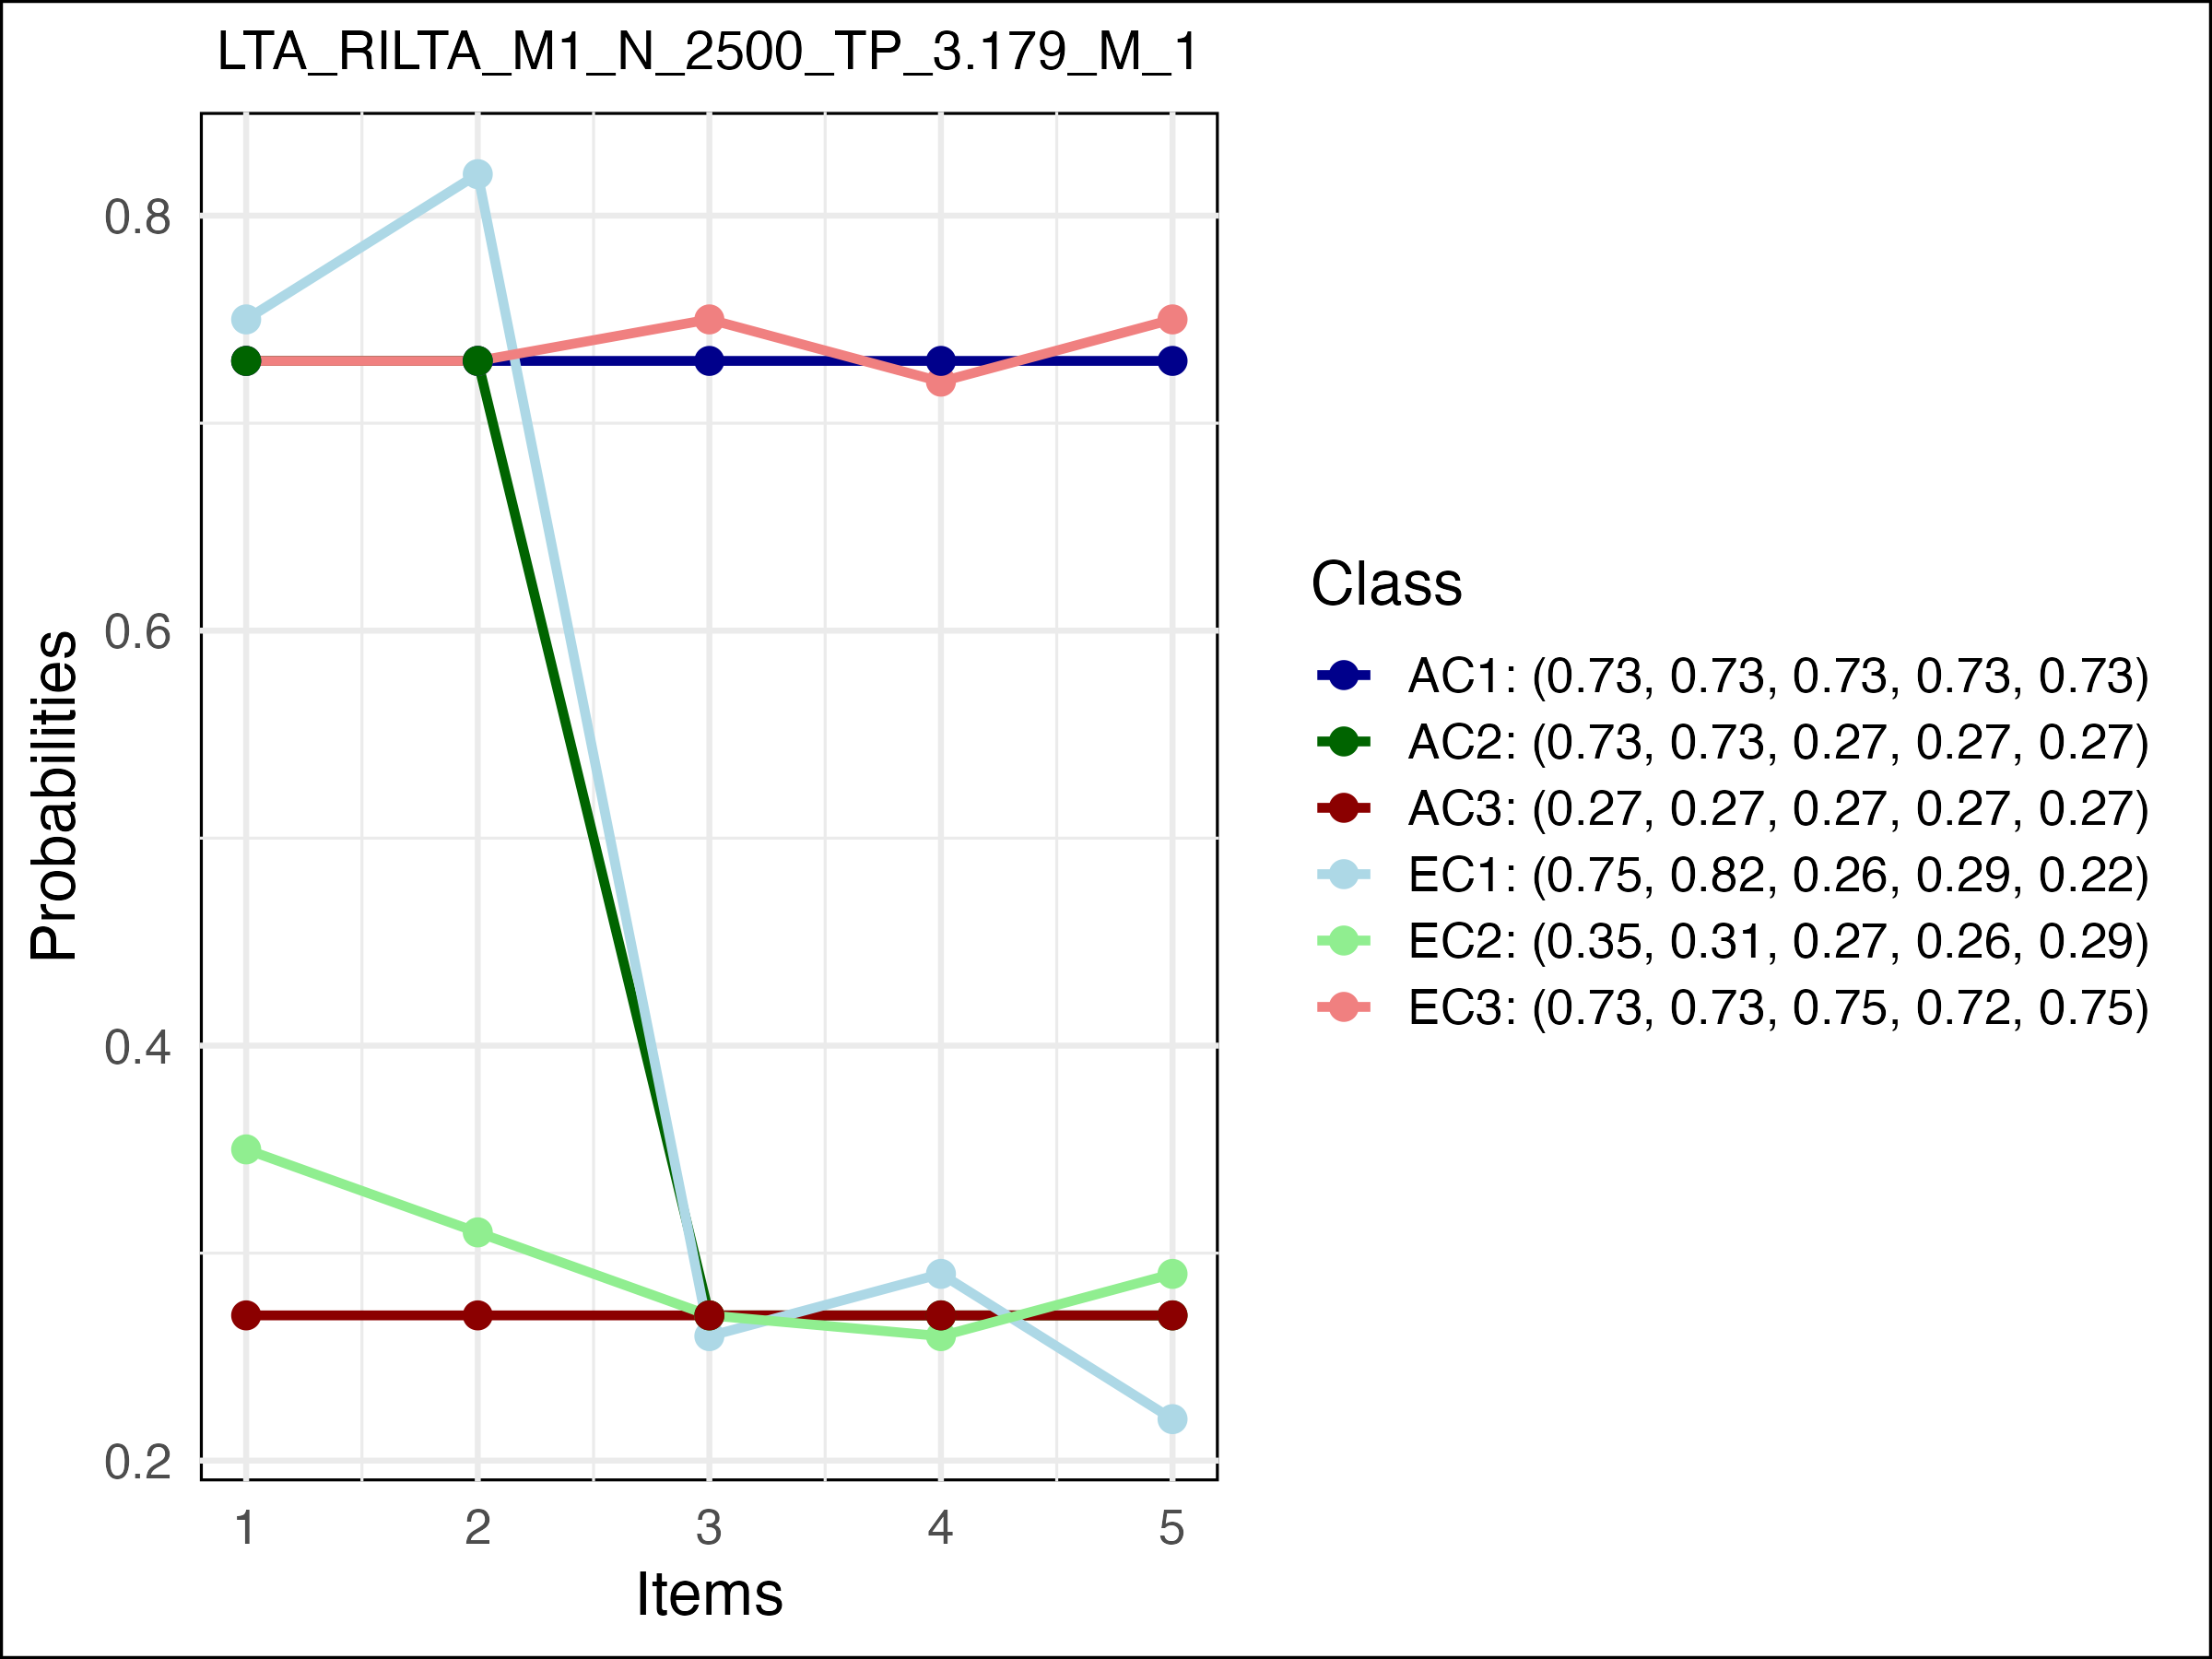 LTA_RILTA_M1_N_2500_TP_3.179_M_1
0.8
0.6
0.4
0.2
Probabilities
1 2 3 4 5
Items
Class
AC1: (0.73, 0.73, 0.73, 0.73, 0.73)
AC2: (0.73, 0.73, 0.27, 0.27, 0.27)
AC3: (0.27, 0.27, 0.27, 0.27, 0.27)
EC1: (0.75, 0.82, 0.26, 0.29, 0.22)
EC2: (0.35, 0.31, 0.27, 0.26, 0.29)
EC3: (0.73, 0.73, 0.75, 0.72, 0.75)